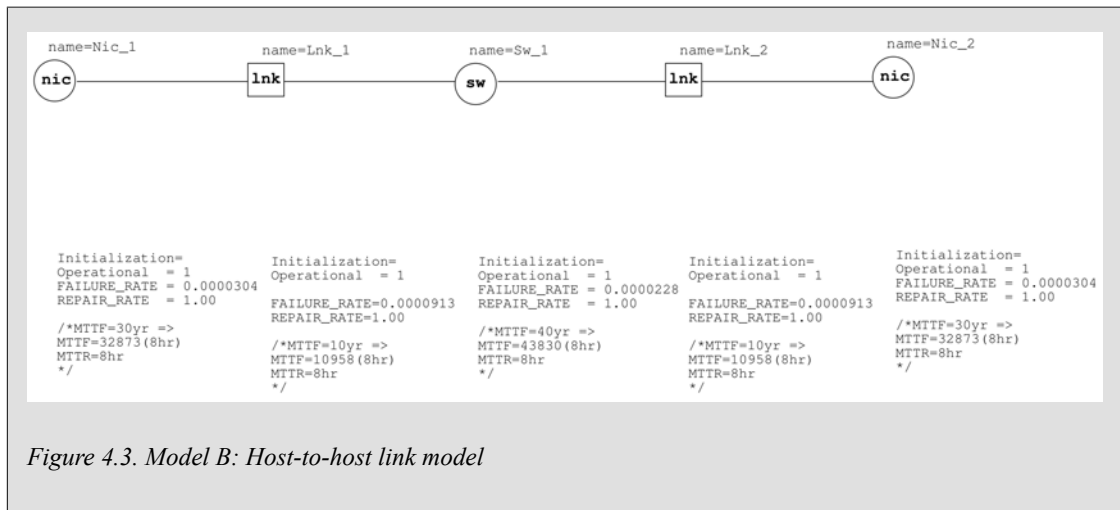 name=Nic_1
name=Lnk_1
name=Sw_1
name=Lnk_2
name=Nic_2
nic
lnk
sw
lnk
nic
Initialization=
Operational = 1
FAILURE_RATE = 0.0000304
REPAIR_RATE = 1.00
/*MTTF=30yr =>
MTTF=32873(8hr)
MTTR=8hr
*/
Initialization=
Operational = 1
FAILURE_RATE=0.0000913
REPAIR_RATE=1.00
/*MTTF=10yr =>
MTTF=10958(8hr)
MTTR=8hr
*/
Initialization=
Operational = 1
FAILURE_RATE = 0.0000228
REPAIR_RATE = 1.00
/*MTTF=40yr =>
MTTF=43830(8hr)
MTTR=8hr
*/
Initialization=
Operational = 1
FAILURE_RATE=0.0000913
REPAIR_RATE=1.00
/*MTTF=10yr =>
MTTF=10958(8hr)
MTTR=8hr
*/
Initialization=
Operational = 1
FAILURE_RATE = 0.0000304
REPAIR_RATE = 1.00
/*MTTF=30yr =>
MTTF=32873(8hr)
MTTR=8hr
*/
Figure 4.3. Model B: Host-to-host link model